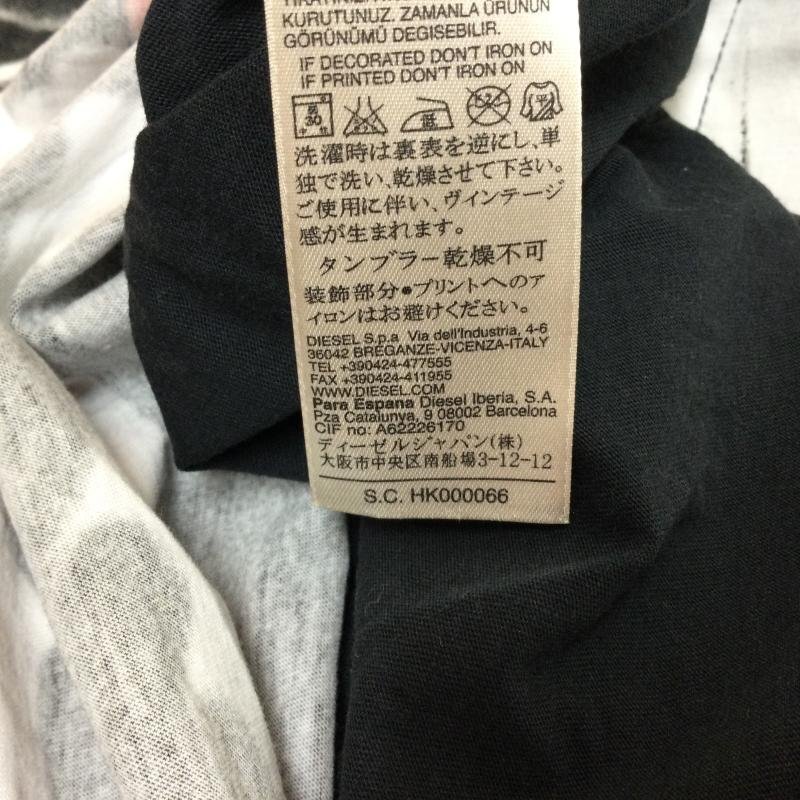 KURUTUNUZ. ZAMANLA ÜRÜNÜN
GÖRÜNÜMÜ DEGISEBILIR.
IF DECORATED DON'T IRON ON
IF PRINTED DON'T IRON ON
弱 30 低
洗濯時は裏表を逆にし、単
独で洗い、乾燥させて下さい。
ご使用に伴い、ヴィンテージ
感が生まれます。
タンブラー乾燥不可
装飾部分●プリントへのア
イロンはお避けください。
DIESEL S.p.a Via dell'Industria, 4-6
36042 BREGANZE-VICENZA-ITALY
TEL +390424-477555
FAX +390424-411955
WWW.DIESEL.COM
Para Espana Diesel Iberia, S.A.
Pza Catalunya, 9 08002 Barcelona
CIF no: A62226170
ディーゼルジャパン(株)
大阪市中央区南船場3-12-12
S.C. HK000066